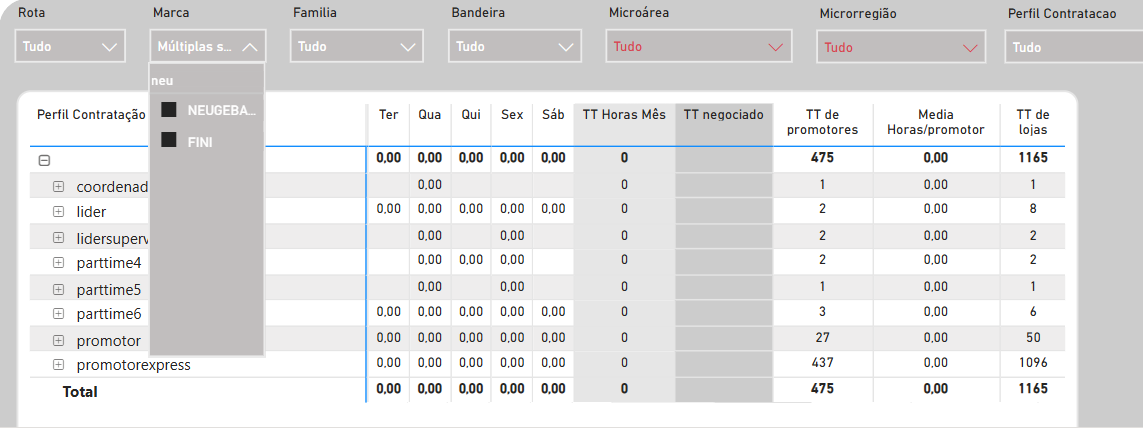 Rota Marca Familia Bandeira Microárea Microrregião Perfil Contratacao
Tudo Múltiplas s... Tudo Tudo Tudo Tudo Tudo
neu
NEUGEBA...
FINI
Perfil Contratação Ter Qua Qui Sex Sáb TT Horas Mês TT negociado TT de promotores Media Horas/promotor TT de lojas
0,00 0,00 0,00 0,00 0,00 0 475 0,00 1165
coordenad 0,00 0 1 0,00 1
lider 0,00 0,00 0,00 0,00 0,00 0 2 0,00 8
lidersuperv 0,00 0,00 0 2 0,00 2
parttime4 0,00 0,00 0,00 0 2 0,00 2
parttime5 0,00 0,00 0 1 0,00 1
parttime6 0,00 0,00 0,00 0,00 0,00 0 3 0,00 6
promotor 0,00 0,00 0,00 0,00 0,00 0 27 0,00 50
promotorexpress 0,00 0,00 0,00 0,00 0,00 0 437 0,00 1096
Total 0,00 0,00 0,00 0,00 0,00 0 475 0,00 1165